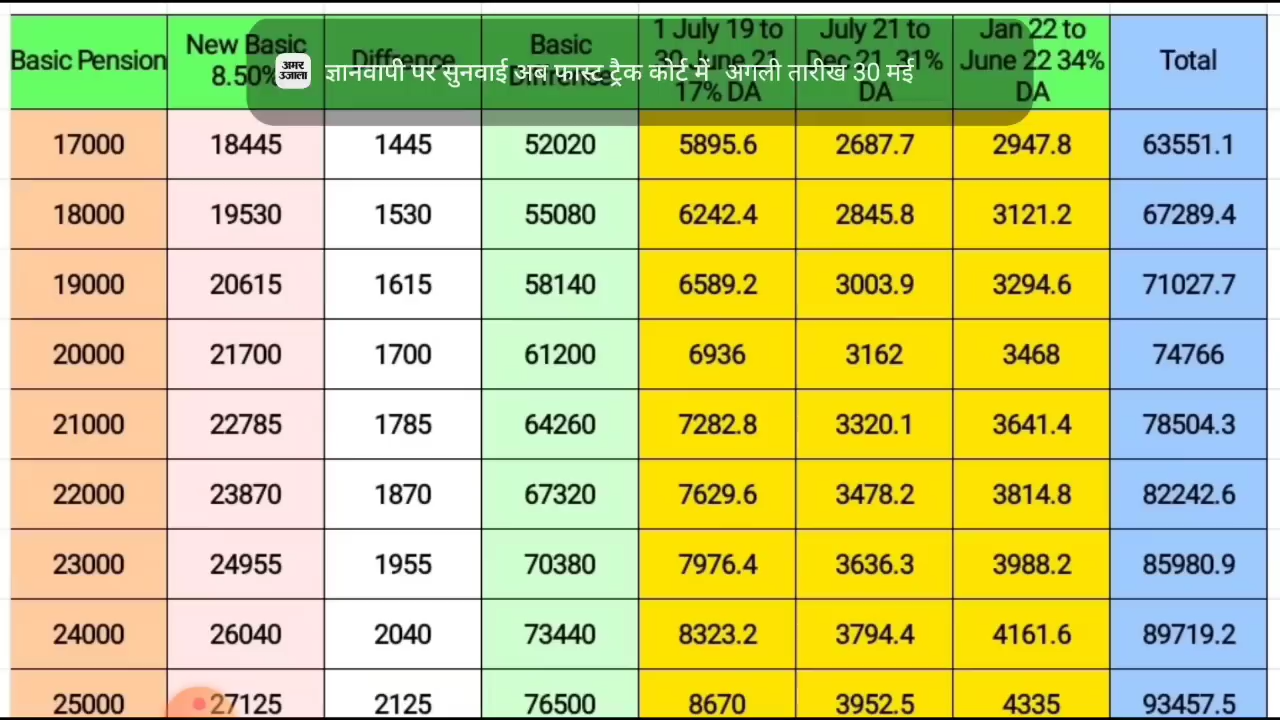 Basic Pension New Basic 8.50% Diffrence Basic 1 July 19 to 30 June 21 17% DA July 21 to Dec 21 31% DA Jan 22 to June 22 34% DA Total
अमर उजाला ज्ञानवापी पर सुनवाई अब फास्ट ट्रैक कोर्ट में अगली तारीख 30 मई
17000 18445 1445 52020 5895.6 2687.7 2947.8 63551.1
18000 19530 1530 55080 6242.4 2845.8 3121.2 67289.4
19000 20615 1615 58140 6589.2 3003.9 3294.6 71027.7
20000 21700 1700 61200 6936 3162 3468 74766
21000 22785 1785 64260 7282.8 3320.1 3641.4 78504.3
22000 23870 1870 67320 7629.6 3478.2 3814.8 82242.6
23000 24955 1955 70380 7976.4 3636.3 3988.2 85980.9
24000 26040 2040 73440 8323.2 3794.4 4161.6 89719.2
25000 27125 2125 76500 8670 3952.5 4335 93457.5